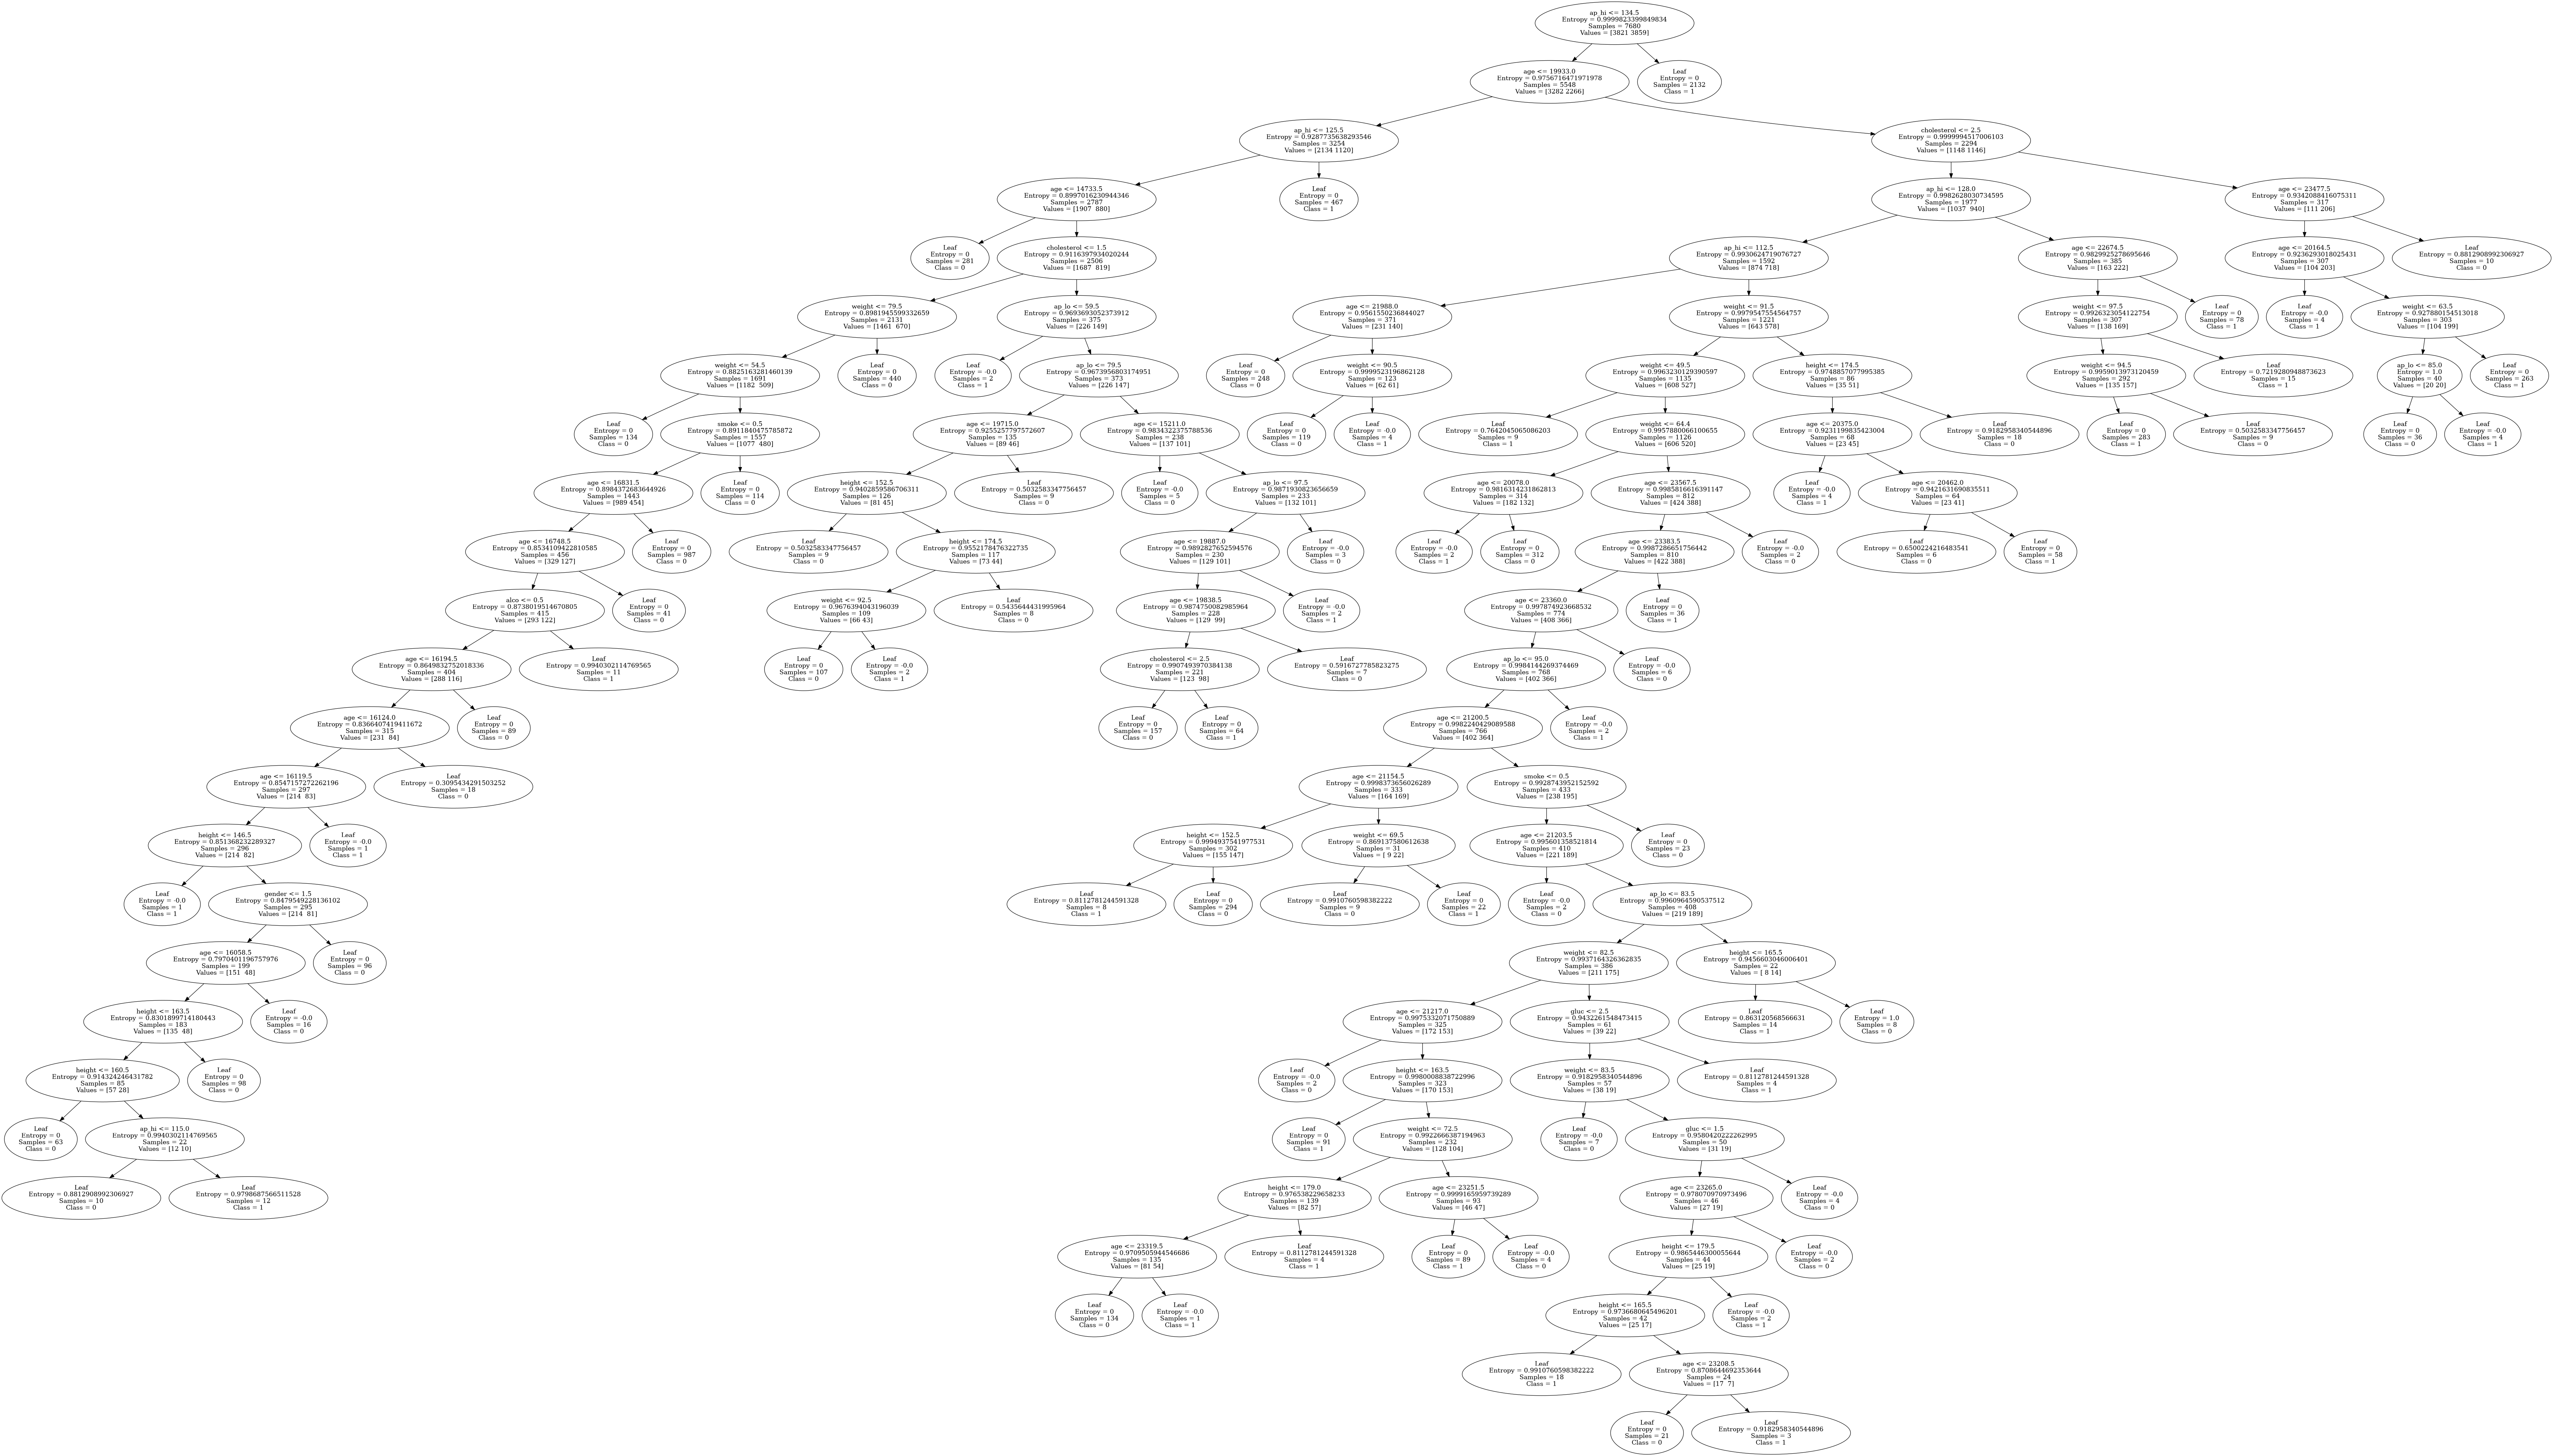 ap_hi <= 134.5
Entropy = 0.9999823399849834
Samples = 7680
Values = [3821 3859]
age <= 19933.0
Entropy = 0.9756716471971978
Samples = 5548
Values = [3282 2266]
Leaf
Entropy = 0
Samples = 2132
Class = 1
ap_hi <= 125.5
Entropy = 0.9287735638293546
Samples = 3254
Values = [2134 1120]
cholesterol <= 2.5
Entropy = 0.9999994517006103
Samples = 2294
Values = [1148 1146]
age <= 14733.5
Entropy = 0.8997016230944346
Samples = 2787
Values = [1907  880]
Leaf
Entropy = 0
Samples = 467
Class = 1
ap_hi <= 128.0
Entropy = 0.9982628030734595
Samples = 1977
Values = [1037  940]
age <= 23477.5
Entropy = 0.9342088416075311
Samples = 317
Values = [111 206]
Leaf
Entropy = 0
Samples = 281
Class = 0
cholesterol <= 1.5
Entropy = 0.9116397934020244
Samples = 2506
Values = [1687  819]
ap_hi <= 112.5
Entropy = 0.9930624719076727
Samples = 1592
Values = [874 718]
age <= 22674.5
Entropy = 0.9829925278695646
Samples = 385
Values = [163 222]
age <= 20164.5
Entropy = 0.9236293018025431
Samples = 307
Values = [104 203]
Leaf
Entropy = 0.8812908992306927
Samples = 10
Class = 0
weight <= 79.5
Entropy = 0.8981945599332659
Samples = 2131
Values = [1461  670]
ap_lo <= 59.5
Entropy = 0.9693693052373912
Samples = 375
Values = [226 149]
age <= 21988.0
Entropy = 0.9561550236844027
Samples = 371
Values = [231 140]
weight <= 91.5
Entropy = 0.9979547554564757
Samples = 1221
Values = [643 578]
weight <= 97.5
Entropy = 0.9926323054122754
Samples = 307
Values = [138 169]
Leaf
Entropy = 0
Samples = 78
Class = 1
Leaf
Entropy = -0.0
Samples = 4
Class = 1
weight <= 63.5
Entropy = 0.927880154513018
Samples = 303
Values = [104 199]
weight <= 54.5
Entropy = 0.8825163281460139
Samples = 1691
Values = [1182  509]
Leaf
Entropy = 0
Samples = 440
Class = 0
Leaf
Entropy = -0.0
Samples = 2
Class = 1
ap_lo <= 79.5
Entropy = 0.9673956803174951
Samples = 373
Values = [226 147]
Leaf
Entropy = 0
Samples = 248
Class = 0
weight <= 90.5
Entropy = 0.9999523196862128
Samples = 123
Values = [62 61]
weight <= 49.5
Entropy = 0.9963230129390597
Samples = 1135
Values = [608 527]
height <= 174.5
Entropy = 0.9748857077995385
Samples = 86
Values = [35 51]
weight <= 94.5
Entropy = 0.995901397312​0459
Samples = 292
Values = [135 157]
Leaf
Entropy = 0.7219280948873623
Samples = 15
Class = 1
ap_lo <= 85.0
Entropy = 1.0
Samples = 40
Values = [20 20]
Leaf
Entropy = 0
Samples = 263
Class = 1
Leaf
Entropy = 0
Samples = 134
Class = 0
smoke <= 0.5
Entropy = 0.8911840475785872
Samples = 1557
Values = [1077  480]
age <= 19715.0
Entropy = 0.9255257797572607
Samples = 135
Values = [89 46]
age <= 15211.0
Entropy = 0.9834322375788536
Samples = 238
Values = [137 101]
Leaf
Entropy = 0
Samples = 119
Class = 0
Leaf
Entropy = -0.0
Samples = 4
Class = 1
Leaf
Entropy = 0.7642045065086203
Samples = 9
Class = 1
weight <= 64.4
Entropy = 0.9957880066100655
Samples = 1126
Values = [606 520]
age <= 20375.0
Entropy = 0.9231199835423004
Samples = 68
Values = [23 45]
Leaf
Entropy = 0.9182958340544896
Samples = 18
Class = 0
Leaf
Entropy = 0
Samples = 283
Class = 1
Leaf
Entropy = 0.5032583347756457
Samples = 9
Class = 0
Leaf
Entropy = 0
Samples = 36
Class = 0
Leaf
Entropy = -0.0
Samples = 4
Class = 1
age <= 16831.5
Entropy = 0.8984372683644926
Samples = 1443
Values = [989 454]
Leaf
Entropy = 0
Samples = 114
Class = 0
height <= 152.5
Entropy = 0.9402859586706311
Samples = 126
Values = [81 45]
Leaf
Entropy = 0.5032583347756457
Samples = 9
Class = 0
Leaf
Entropy = -0.0
Samples = 5
Class = 0
ap_lo <= 97.5
Entropy = 0.9871930823656659
Samples = 233
Values = [132 101]
age <= 20078.0
Entropy = 0.9816314231862813
Samples = 314
Values = [182 132]
age <= 23567.5
Entropy = 0.9985816616391147
Samples = 812
Values = [424 388]
Leaf
Entropy = -0.0
Samples = 4
Class = 1
age <= 20462.0
Entropy = 0.9421631690835511
Samples = 64
Values = [23 41]
age <= 16748.5
Entropy = 0.8534109422810585
Samples = 456
Values = [329 127]
Leaf
Entropy = 0
Samples = 987
Class = 0
Leaf
Entropy = 0.5032583347756457
Samples = 9
Class = 0
height <= 174.5
Entropy = 0.9552178476322735
Samples = 117
Values = [73 44]
age <= 19887.0
Entropy = 0.9892827652594576
Samples = 230
Values = [129 101]
Leaf
Entropy = -0.0
Samples = 3
Class = 0
Leaf
Entropy = -0.0
Samples = 2
Class = 1
Leaf
Entropy = 0
Samples = 312
Class = 0
age <= 23383.5
Entropy = 0.9987286651756442
Samples = 810
Values = [422 388]
Leaf
Entropy = -0.0
Samples = 2
Class = 0
Leaf
Entropy = 0.6500224216483541
Samples = 6
Class = 0
Leaf
Entropy = 0
Samples = 58
Class = 1
alco <= 0.5
Entropy = 0.8738019514670805
Samples = 415
Values = [293 122]
Leaf
Entropy = 0
Samples = 41
Class = 0
weight <= 92.5
Entropy = 0.9676394043196039
Samples = 109
Values = [66 43]
Leaf
Entropy = 0.5435644431995964
Samples = 8
Class = 0
age <= 19838.5
Entropy = 0.9874750082985964
Samples = 228
Values = [129  99]
Leaf
Entropy = -0.0
Samples = 2
Class = 1
age <= 23360.0
Entropy = 0.997874923668532
Samples = 774
Values = [408 366]
Leaf
Entropy = 0
Samples = 36
Class = 1
age <= 16194.5
Entropy = 0.8649832752018336
Samples = 404
Values = [288 116]
Leaf
Entropy = 0.9940302114769565
Samples = 11
Class = 1
Leaf
Entropy = 0
Samples = 107
Class = 0
Leaf
Entropy = -0.0
Samples = 2
Class = 1
cholesterol <= 2.5
Entropy = 0.9907493970384138
Samples = 221
Values = [123  98]
Leaf
Entropy = 0.5916727785823275
Samples = 7
Class = 0
ap_lo <= 95.0
Entropy = 0.9984144269374469
Samples = 768
Values = [402 366]
Leaf
Entropy = -0.0
Samples = 6
Class = 0
age <= 16124.0
Entropy = 0.8366407419411672
Samples = 315
Values = [231  84]
Leaf
Entropy = 0
Samples = 89
Class = 0
Leaf
Entropy = 0
Samples = 157
Class = 0
Leaf
Entropy = 0
Samples = 64
Class = 1
age <= 21200.5
Entropy = 0.9982240429089588
Samples = 766
Values = [402 364]
Leaf
Entropy = -0.0
Samples = 2
Class = 1
age <= 16119.5
Entropy = 0.8547157272262196
Samples = 297
Values = [214  83]
Leaf
Entropy = 0.3095434291503252
Samples = 18
Class = 0
age <= 21154.5
Entropy = 0.9998373656026289
Samples = 333
Values = [164 169]
smoke <= 0.5
Entropy = 0.9928743952152592
Samples = 433
Values = [238 195]
height <= 146.5
Entropy = 0.851368232289327
Samples = 296
Values = [214  82]
Leaf
Entropy = -0.0
Samples = 1
Class = 1
height <= 152.5
Entropy = 0.9994937541977531
Samples = 302
Values = [155 147]
weight <= 69.5
Entropy = 0.869137580612638
Samples = 31
Values = [ 9 22]
age <= 21203.5
Entropy = 0.995601358521814
Samples = 410
Values = [221 189]
Leaf
Entropy = 0
Samples = 23
Class = 0
Leaf
Entropy = -0.0
Samples = 1
Class = 1
gender <= 1.5
Entropy = 0.8479549228136102
Samples = 295
Values = [214  81]
Leaf
Entropy = 0.8112781244591328
Samples = 8
Class = 1
Leaf
Entropy = 0
Samples = 294
Class = 0
Leaf
Entropy = 0.9910760598382222
Samples = 9
Class = 0
Leaf
Entropy = 0
Samples = 22
Class = 1
Leaf
Entropy = -0.0
Samples = 2
Class = 0
ap_lo <= 83.5
Entropy = 0.9960964590537512
Samples = 408
Values = [219 189]
age <= 16058.5
Entropy = 0.7970401196757976
Samples = 199
Values = [151  48]
Leaf
Entropy = 0
Samples = 96
Class = 0
weight <= 82.5
Entropy = 0.9937164326362835
Samples = 386
Values = [211 175]
height <= 165.5
Entropy = 0.9456603046006401
Samples = 22
Values = [ 8 14]
height <= 163.5
Entropy = 0.8301899714180443
Samples = 183
Values = [135  48]
Leaf
Entropy = -0.0
Samples = 16
Class = 0
age <= 21217.0
Entropy = 0.9975332071750889
Samples = 325
Values = [172 153]
gluc <= 2.5
Entropy = 0.9432261548473415
Samples = 61
Values = [39 22]
Leaf
Entropy = 0.863120568566631
Samples = 14
Class = 1
Leaf
Entropy = 1.0
Samples = 8
Class = 0
height <= 160.5
Entropy = 0.914324246431782
Samples = 85
Values = [57 28]
Leaf
Entropy = 0
Samples = 98
Class = 0
Leaf
Entropy = -0.0
Samples = 2
Class = 0
height <= 163.5
Entropy = 0.9980008838722996
Samples = 323
Values = [170 153]
weight <= 83.5
Entropy = 0.9182958340544896
Samples = 57
Values = [38 19]
Leaf
Entropy = 0.8112781244591328
Samples = 4
Class = 1
Leaf
Entropy = 0
Samples = 63
Class = 0
ap_hi <= 115.0
Entropy = 0.9940302114769565
Samples = 22
Values = [12 10]
Leaf
Entropy = 0
Samples = 91
Class = 1
weight <= 72.5
Entropy = 0.9922666387194963
Samples = 232
Values = [128 104]
Leaf
Entropy = -0.0
Samples = 7
Class = 0
gluc <= 1.5
Entropy = 0.9580420222262995
Samples = 50
Values = [31 19]
Leaf
Entropy = 0.8812908992306927
Samples = 10
Class = 0
Leaf
Entropy = 0.9798687566511528
Samples = 12
Class = 1
height <= 179.0
Entropy = 0.976538229658233
Samples = 139
Values = [82 57]
age <= 23251.5
Entropy = 0.9999165959739289
Samples = 93
Values = [46 47]
age <= 23265.0
Entropy = 0.978070970973496
Samples = 46
Values = [27 19]
Leaf
Entropy = -0.0
Samples = 4
Class = 0
age <= 23319.5
Entropy = 0.9709505944546686
Samples = 135
Values = [81 54]
Leaf
Entropy = 0.8112781244591328
Samples = 4
Class = 1
Leaf
Entropy = 0
Samples = 89
Class = 1
Leaf
Entropy = -0.0
Samples = 4
Class = 0
height <= 179.5
Entropy = 0.9865446300055644
Samples = 44
Values = [25 19]
Leaf
Entropy = -0.0
Samples = 2
Class = 0
Leaf
Entropy = 0
Samples = 134
Class = 0
Leaf
Entropy = -0.0
Samples = 1
Class = 1
height <= 165.5
Entropy = 0.9736680645496201
Samples = 42
Values = [25 17]
Leaf
Entropy = -0.0
Samples = 2
Class = 1
Leaf
Entropy = 0.9910760598382222
Samples = 18
Class = 1
age <= 23208.5
Entropy = 0.8708644692353644
Samples = 24
Values = [17  7]
Leaf
Entropy = 0
Samples = 21
Class = 0
Leaf
Entropy = 0.9182958340544896
Samples = 3
Class = 1